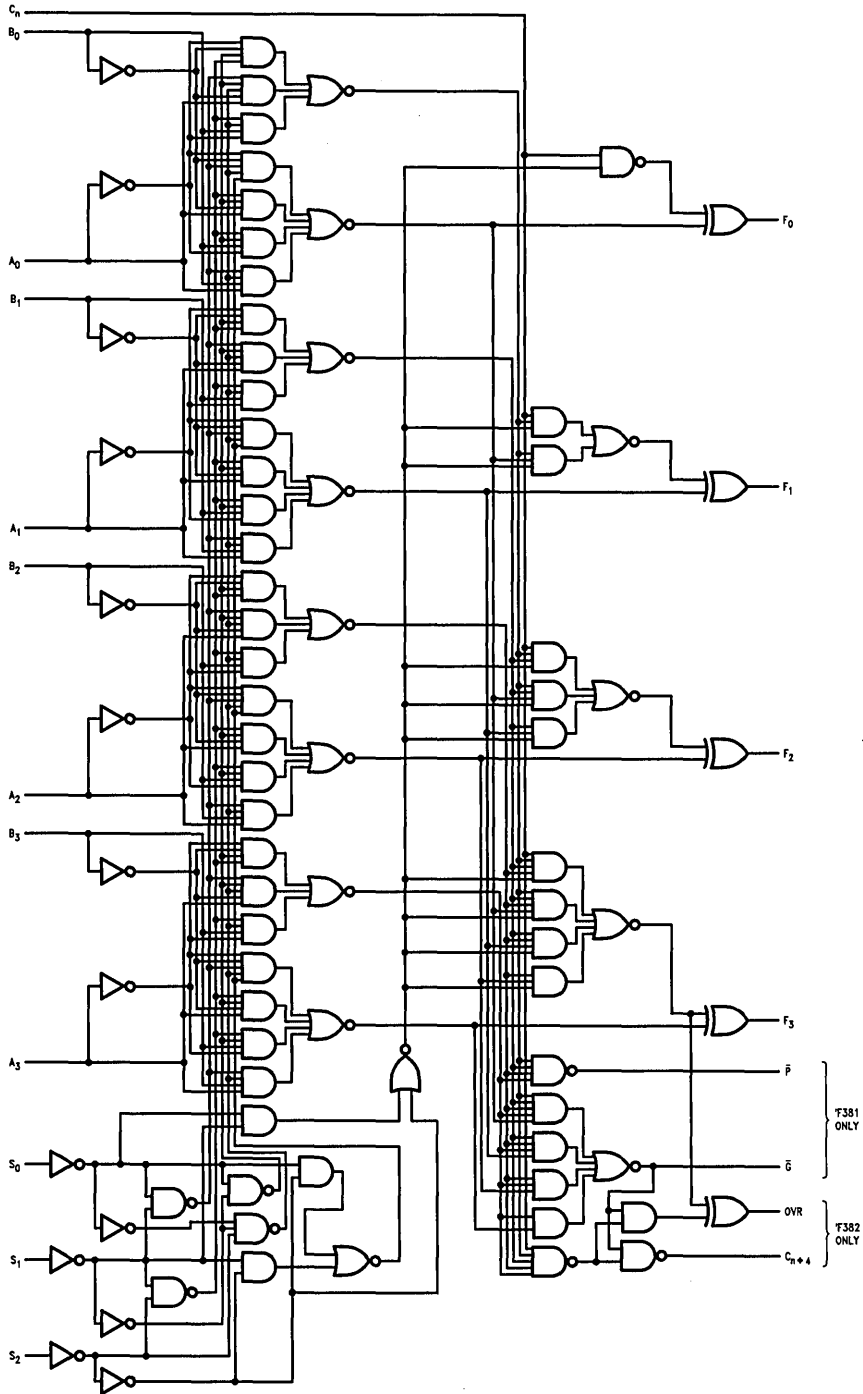 Cₙ
B₀
A₀
F₀
B₁
A₁
F₁
B₂
A₂
F₂
B₃
A₃
F₃
P̄
'F381
ONLY
S₀
Ḡ
OVR
'F382
ONLY
S₁
Cₙ₊₄
S₂